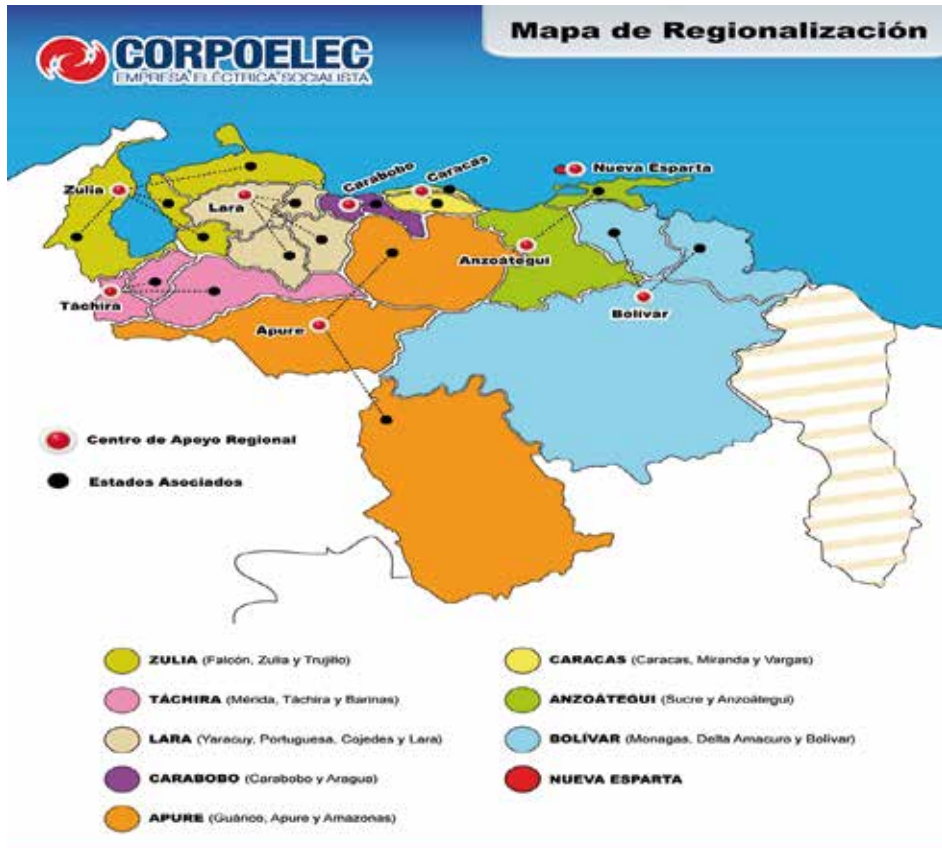 Mapa de Regionalización
CORPOELEC
EMPRESA ELÉCTRICA SOCIALISTA
Zulia
Lara
Carabobo
Caracas
Nueva Esparta
Anzoátegui
Táchira
Apure
Bolívar
Centro de Apoyo Regional
Estados Asociados
ZULIA (Falcón, Zulia y Trujillo)
TÁCHIRA (Mérida, Táchira y Barinas)
LARA (Yaracuy, Portuguesa, Cojedes y Lara)
CARABOBO (Carabobo y Aragua)
APURE (Guárico, Apure y Amazonas)
CARACAS (Caracas, Miranda y Vargas)
ANZOÁTEGUI (Sucre y Anzoátegui)
BOLÍVAR (Monagas, Delta Amacuro y Bolívar)
NUEVA ESPARTA